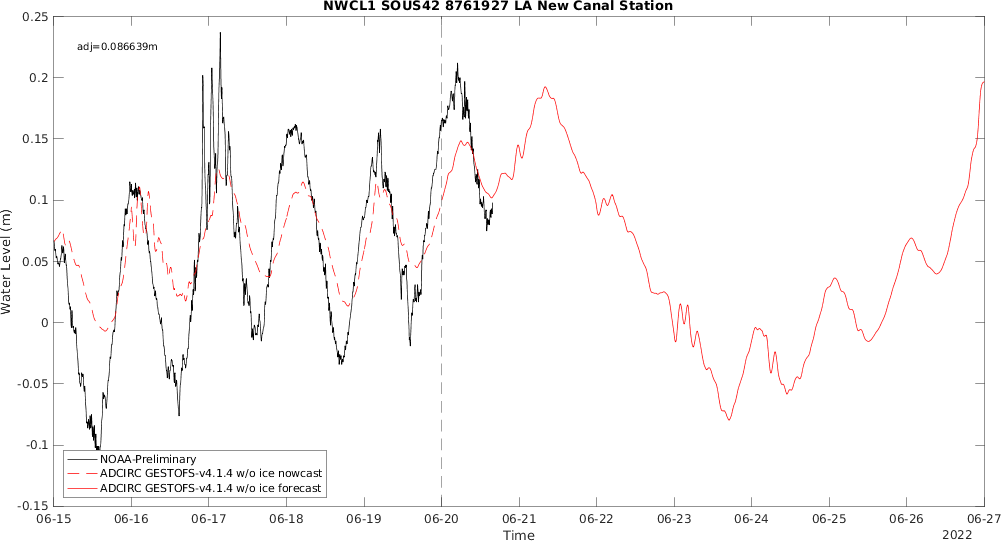 NWCL1 SOUS42 8761927 LA New Canal Station
adj=0.086639m
0.25
0.2
0.15
0.1
0.05
0
-0.05
-0.1
-0.15
Water Level (m)
NOAA-Preliminary
ADCIRC GESTOFS-v4.1.4 w/o ice nowcast
ADCIRC GESTOFS-v4.1.4 w/o ice forecast
06-15 06-16 06-17 06-18 06-19 06-20 06-21 06-22 06-23 06-24 06-25 06-26 06-27
Time
2022